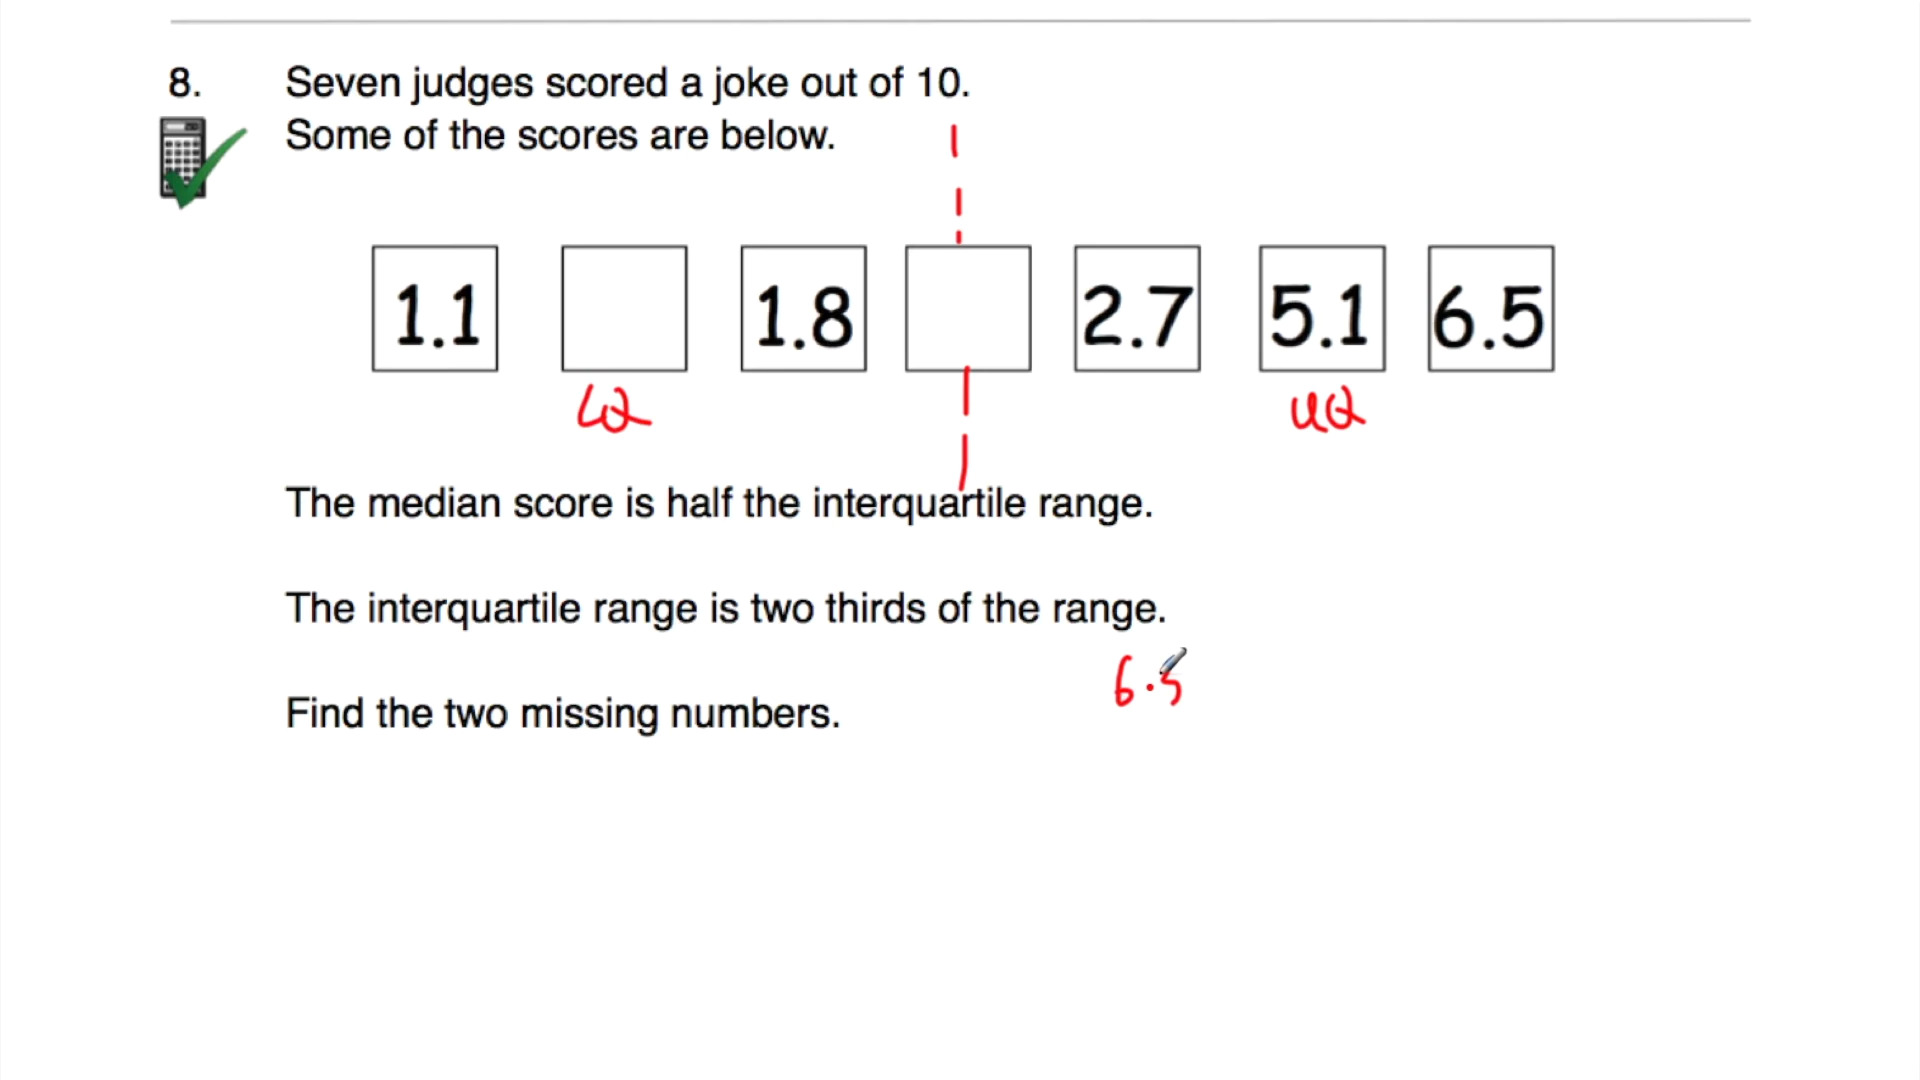 8. Seven judges scored a joke out of 10.
Some of the scores are below.
1.1 1.8 2.7 5.1 6.5
LQ UQ
The median score is half the interquartile range.
The interquartile range is two thirds of the range.
6.5
Find the two missing numbers.